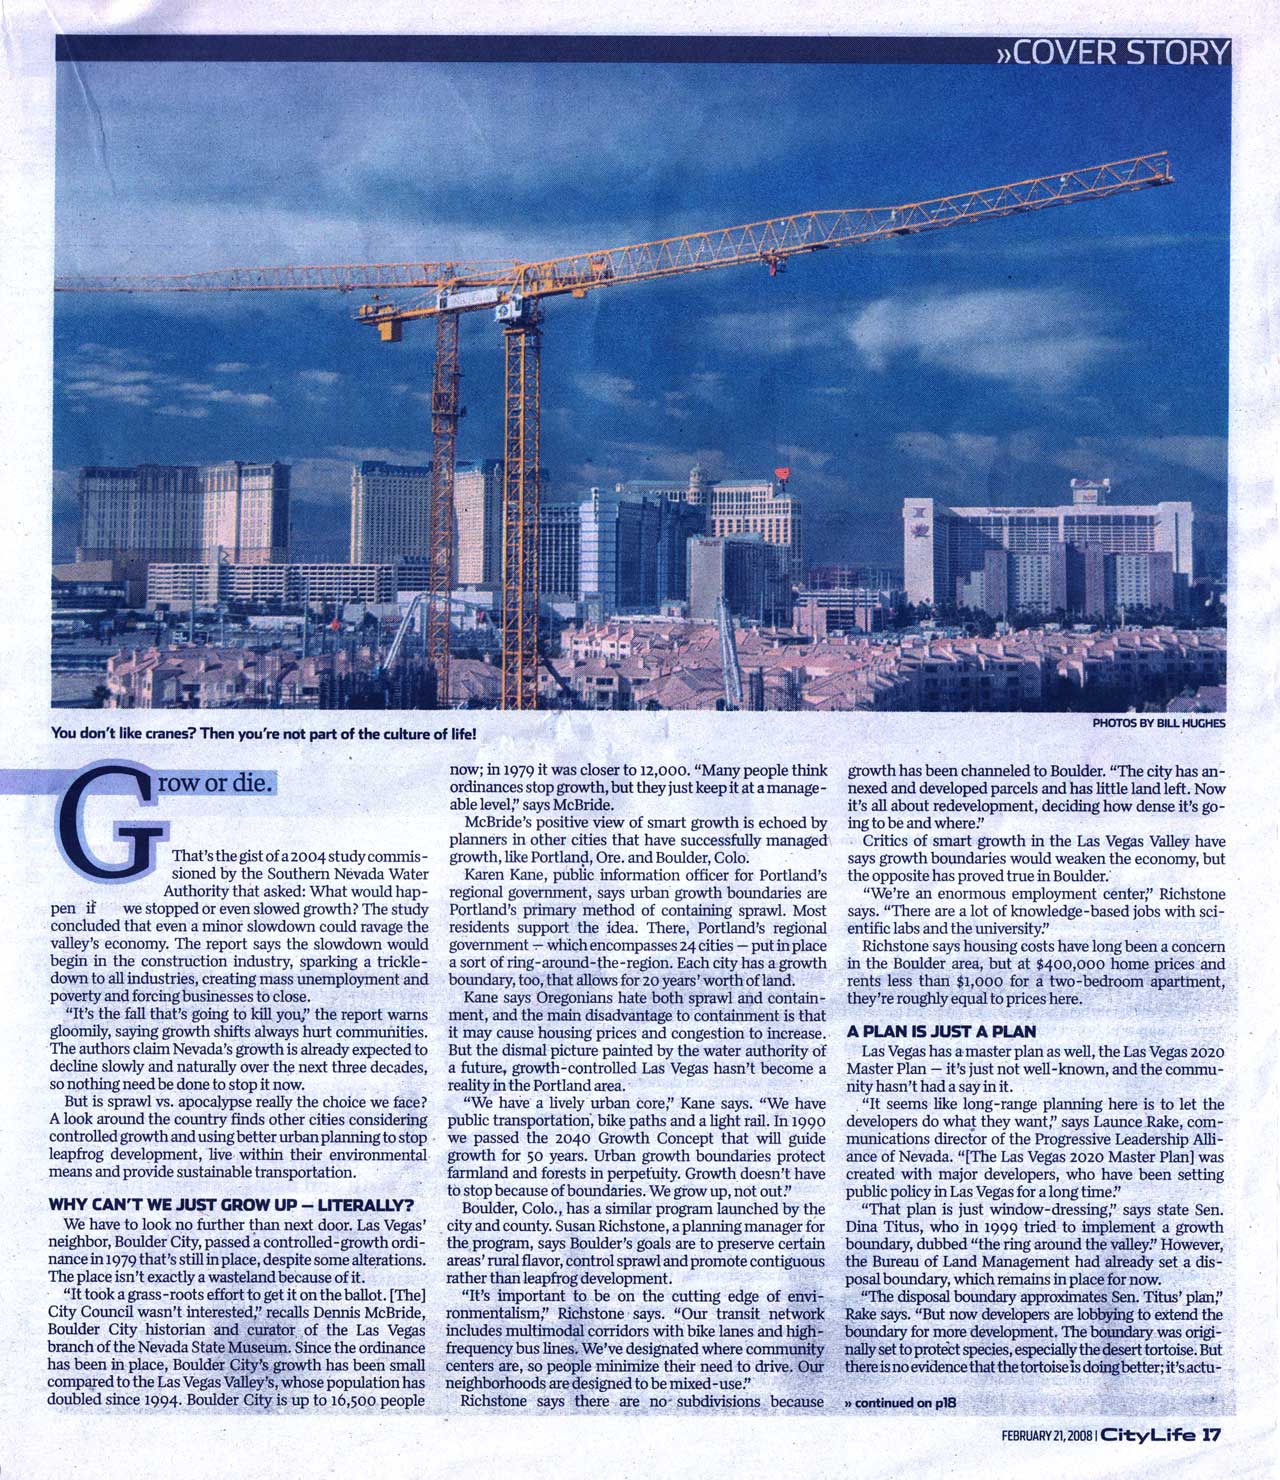 »COVER STORY
PHOTOS BY BILL HUGHES
You don't like cranes? Then you're not part of the culture of life!
Grow or die.
That's the gist of a 2004 study commis-
sioned by the Southern Nevada Water
Authority that asked: What would hap-
pen if we stopped or even slowed growth? The study
concluded that even a minor slowdown could ravage the
valley's economy. The report says the slowdown would
begin in the construction industry, sparking a trickle-
down to all industries, creating mass unemployment and
poverty and forcing businesses to close.
"It's the fall that's going to kill you," the report warns
gloomily, saying growth shifts always hurt communities.
The authors claim Nevada's growth is already expected to
decline slowly and naturally over the next three decades,
so nothing need be done to stop it now.
But is sprawl vs. apocalypse really the choice we face?
A look around the country finds other cities considering
controlled growth and using better urban planning to stop
leapfrog development, live within their environmental
means and provide sustainable transportation.
WHY CAN'T WE JUST GROW UP — LITERALLY?
We have to look no further than next door. Las Vegas'
neighbor, Boulder City, passed a controlled-growth ordi-
nance in 1979 that's still in place, despite some alterations.
The place isn't exactly a wasteland because of it.
"It took a grass-roots effort to get it on the ballot. [The]
City Council wasn't interested," recalls Dennis McBride,
Boulder City historian and curator of the Las Vegas
branch of the Nevada State Museum. Since the ordinance
has been in place, Boulder City's growth has been small
compared to the Las Vegas Valley's, whose population has
doubled since 1994. Boulder City is up to 16,500 people
now; in 1979 it was closer to 12,000. "Many people think
ordinances stop growth, but they just keep it at a manage-
able level," says McBride.
McBride's positive view of smart growth is echoed by
planners in other cities that have successfully managed
growth, like Portland, Ore. and Boulder, Colo.
Karen Kane, public information officer for Portland's
regional government, says urban growth boundaries are
Portland's primary method of containing sprawl. Most
residents support the idea. There, Portland's regional
government — which encompasses 24 cities — put in place
a sort of ring-around-the-region. Each city has a growth
boundary, too, that allows for 20 years' worth of land.
Kane says Oregonians hate both sprawl and contain-
ment, and the main disadvantage to containment is that
it may cause housing prices and congestion to increase.
But the dismal picture painted by the water authority of
a future, growth-controlled Las Vegas hasn't become a
reality in the Portland area.
"We have a lively urban core," Kane says. "We have
public transportation, bike paths and a light rail. In 1990
we passed the 2040 Growth Concept that will guide
growth for 50 years. Urban growth boundaries protect
farmland and forests in perpetuity. Growth doesn't have
to stop because of boundaries. We grow up, not out."
Boulder, Colo., has a similar program launched by the
city and county. Susan Richstone, a planning manager for
the program, says Boulder's goals are to preserve certain
areas' rural flavor, control sprawl and promote contiguous
rather than leapfrog development.
"It's important to be on the cutting edge of envi-
ronmentalism," Richstone says. "Our transit network
includes multimodal corridors with bike lanes and high-
frequency bus lines. We've designated where community
centers are, so people minimize their need to drive. Our
neighborhoods are designed to be mixed-use."
Richstone says there are no subdivisions because
growth has been channeled to Boulder. "The city has an-
nexed and developed parcels and has little land left. Now
it's all about redevelopment, deciding how dense it's go-
ing to be and where."
Critics of smart growth in the Las Vegas Valley have
says growth boundaries would weaken the economy, but
the opposite has proved true in Boulder.
"We're an enormous employment center," Richstone
says. "There are a lot of knowledge-based jobs with sci-
entific labs and the university."
Richstone says housing costs have long been a concern
in the Boulder area, but at $400,000 home prices and
rents less than $1,000 for a two-bedroom apartment,
they're roughly equal to prices here.
A PLAN IS JUST A PLAN
Las Vegas has a master plan as well, the Las Vegas 2020
Master Plan — it's just not well-known, and the commu-
nity hasn't had a say in it.
"It seems like long-range planning here is to let the
developers do what they want," says Launce Rake, com-
munications director of the Progressive Leadership Alli-
ance of Nevada. "[The Las Vegas 2020 Master Plan] was
created with major developers, who have been setting
public policy in Las Vegas for a long time."
"That plan is just window-dressing," says state Sen.
Dina Titus, who in 1999 tried to implement a growth
boundary, dubbed "the ring around the valley." However,
the Bureau of Land Management had already set a dis-
posal boundary, which remains in place for now.
"The disposal boundary approximates Sen. Titus' plan,"
Rake says. "But now developers are lobbying to extend the
boundary for more development. The boundary was origi-
nally set to protect species, especially the desert tortoise. But
there is no evidence that the tortoise is doing better; it's actu-
» continued on p18
FEBRUARY 21, 2008 | CityLife 17